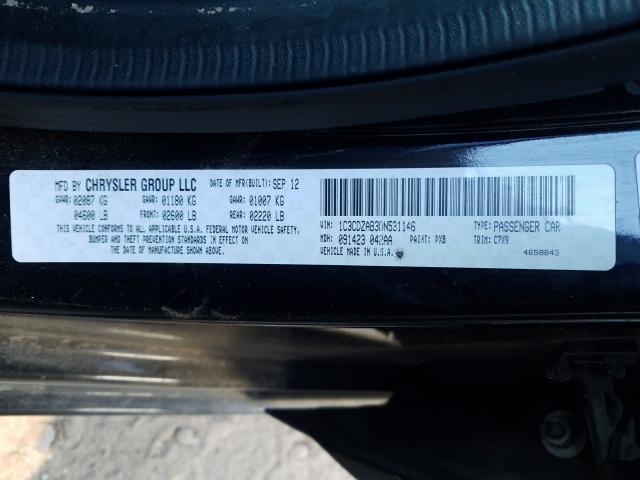 MFD BY CHRYSLER GROUP LLC DATE OF MFR(BUILT): SEP 12
GVWR: 02087 KG GAWR: 01180 KG GAWR: 01007 KG
04600 LB FRONT: 02600 LB REAR: 02220 LB
THIS VEHICLE CONFORMS TO ALL APPLICABLE U.S.A. FEDERAL MOTOR VEHICLE SAFETY,
BUMPER AND THEFT PREVENTION STANDARDS IN EFFECT ON
THE DATE OF MANUFACTURE SHOWN ABOVE.
VIN: 1C3CDZAB3DN531146 TYPE: PASSENGER CAR
MDH: 091423 042AA PAINT: PX8 TRIM: C7X9
VEHICLE MADE IN U.S.A. 4658843